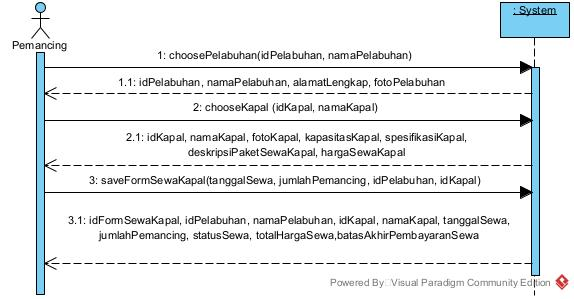 : System
Pemancing
1: choosePelabuhan(idPelabuhan, namaPelabuhan)
1.1: idPelabuhan, namaPelabuhan, alamatLengkap, fotoPelabuhan
2: chooseKapal (idKapal, namaKapal)
2.1: idKapal, namaKapal, fotoKapal, kapasitasKapal, spesifikasiKapal,
deskripsiPaketSewaKapal, hargaSewaKapal
3: saveFormSewaKapal(tanggalSewa, jumlahPemancing, idPelabuhan, idKapal)
3.1: idFormSewaKapal, idPelabuhan, namaPelabuhan, idKapal, namaKapal, tanggalSewa,
jumlahPemancing, statusSewa, totalHargaSewa,batasAkhirPembayaranSewa
Powered By Visual Paradigm Community Edition